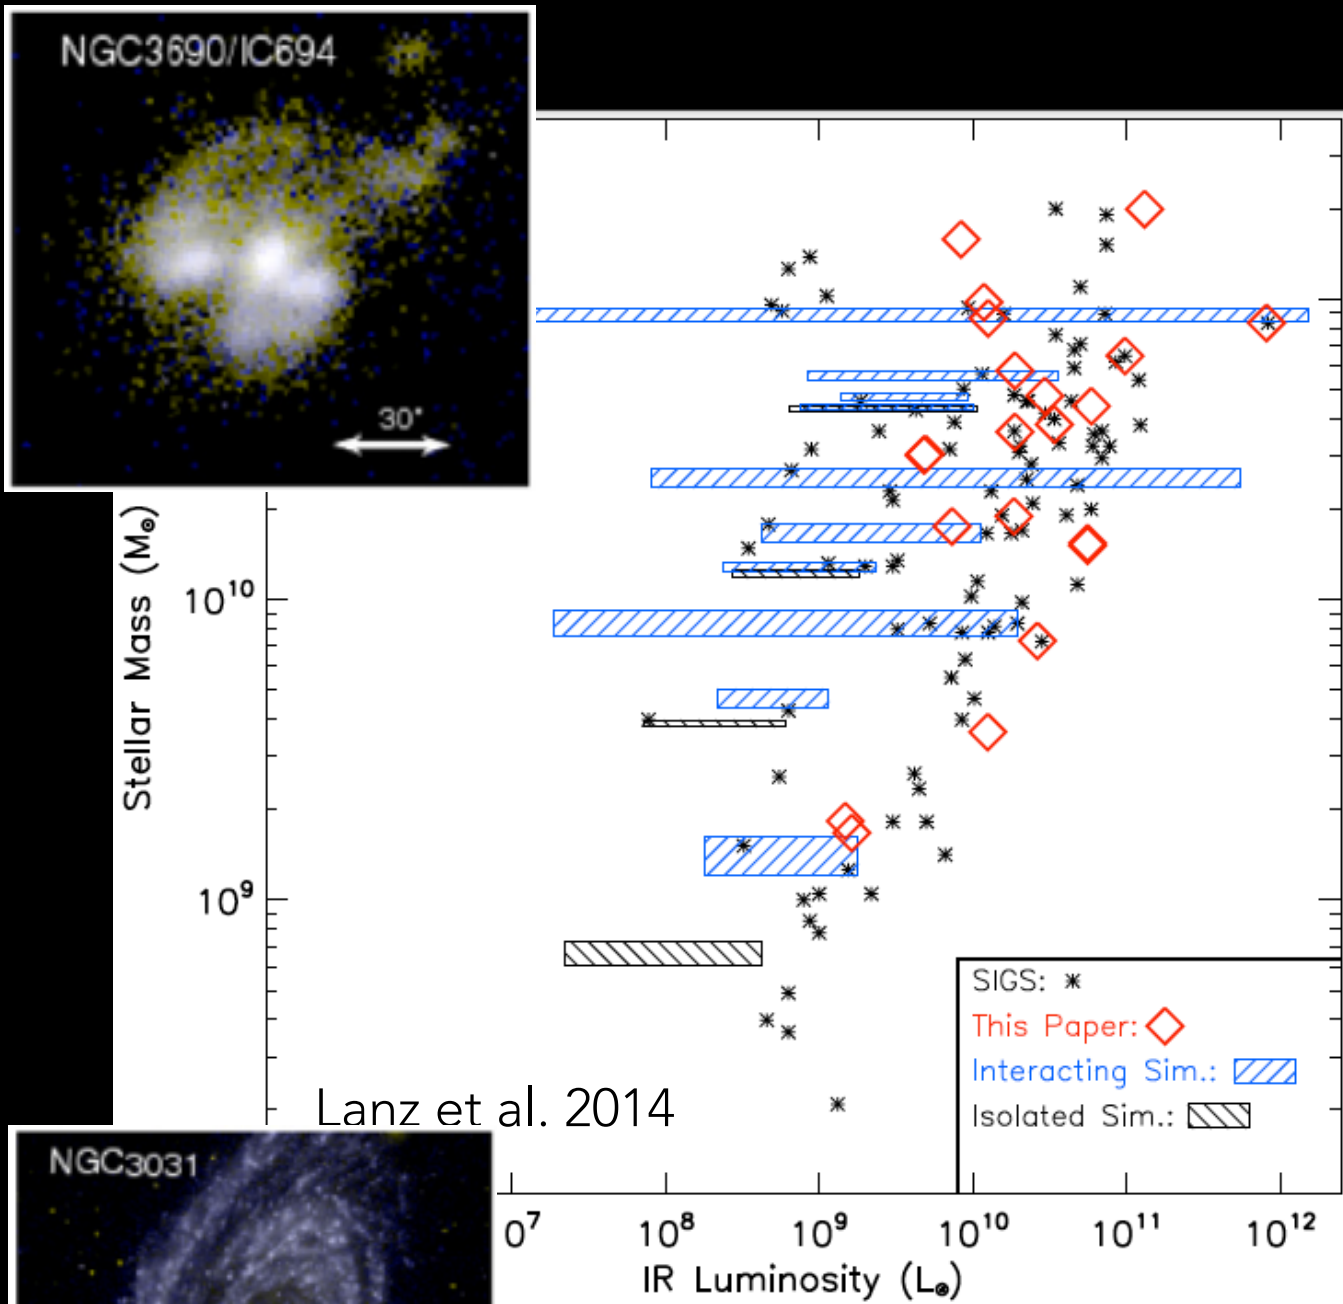 NGC3690/IC694
30"
Stellar Mass (M⊙)
10¹⁰
10⁹
SIGS:
This Paper:
Interacting Sim.:
Isolated Sim.:
Lanz et al. 2014
NGC3031
0⁷ 10⁸ 10⁹ 10¹⁰ 10¹¹ 10¹²
IR Luminosity (L⊙)